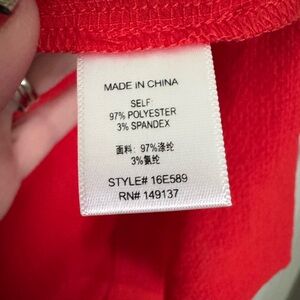 MADE IN CHINA
SELF:
97% POLYESTER
3% SPANDEX
面料: 97%涤纶
3%氨纶
STYLE# 16E589
RN# 149137